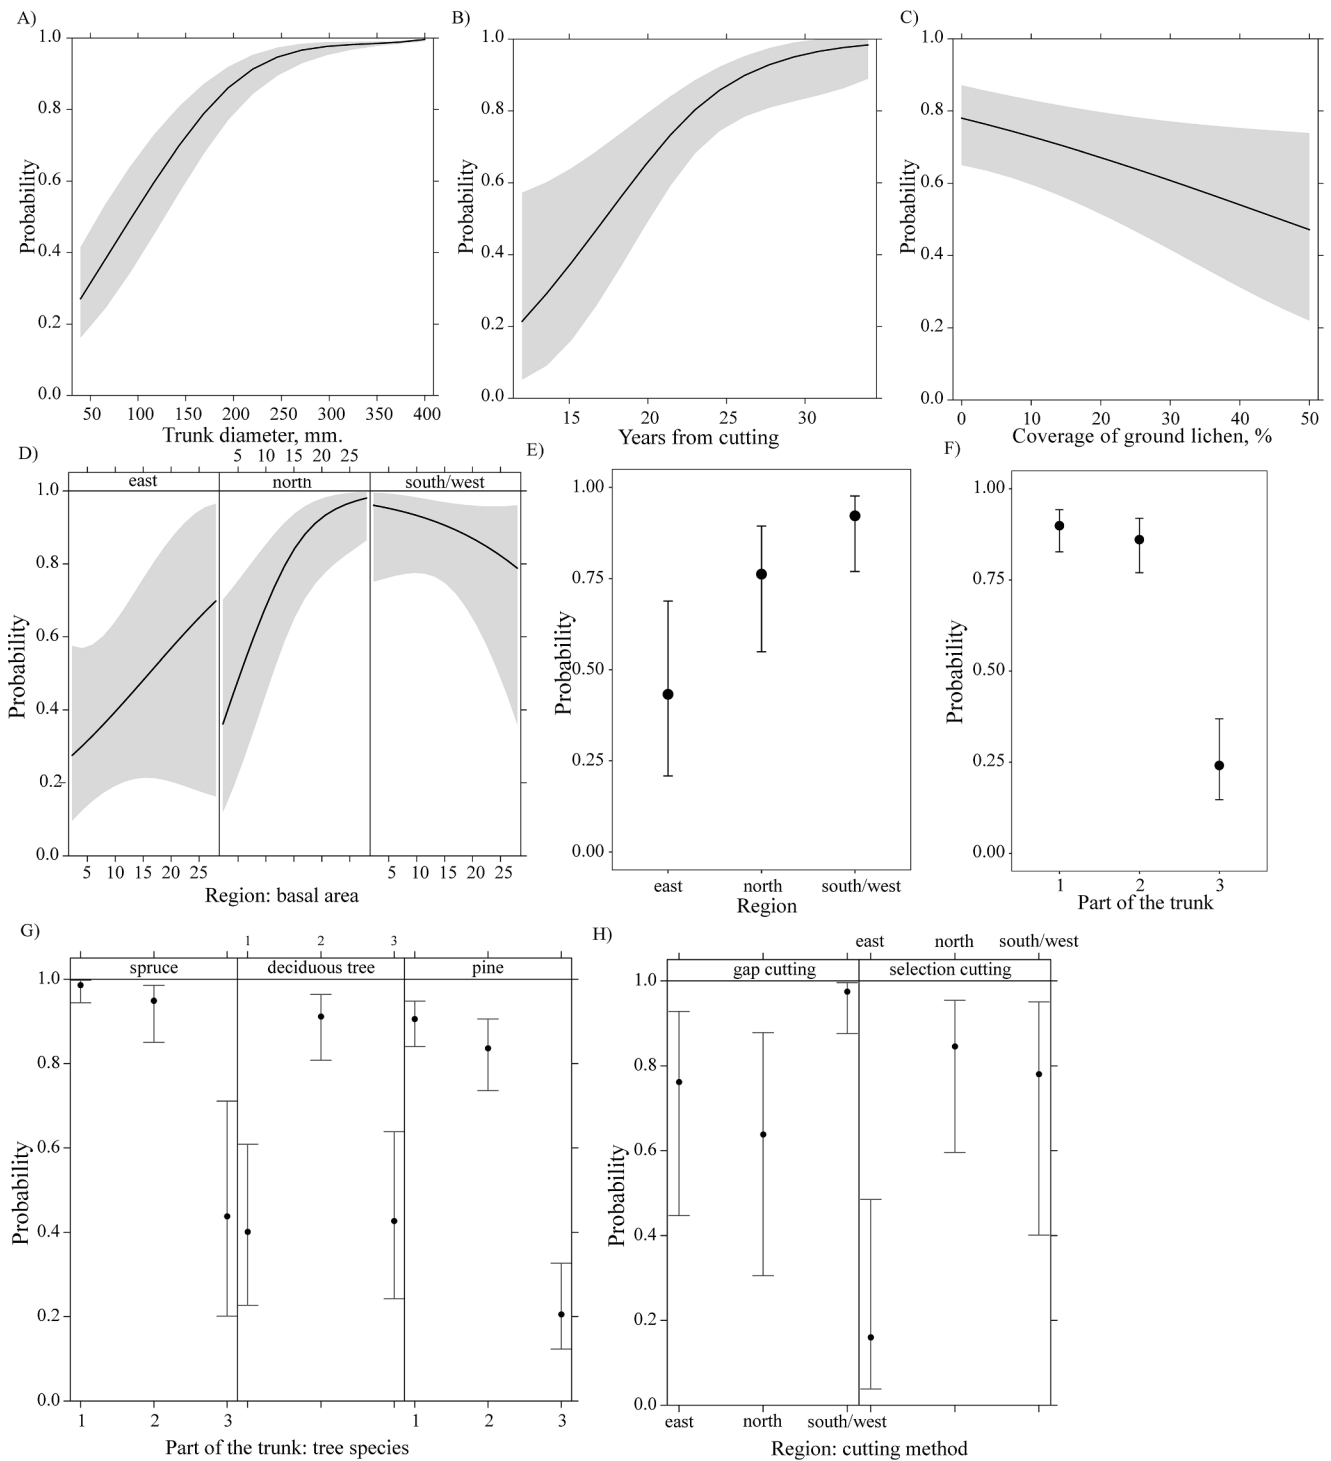 A)
1.0
0.8
0.6
0.4
0.2
0.0
Probability
50 100 150 200 250 300 350 400
Trunk diameter, mm.
B)
1.0
0.8
0.6
0.4
0.2
0.0
Probability
15 20 25 30
Years from cutting
C)
1.0
0.8
0.6
0.4
0.2
0.0
Probability
0 10 20 30 40 50
Coverage of ground lichen, %
D)
5 10 15 20 25
east north south/west
1.0
0.8
0.6
0.4
0.2
0.0
Probability
5 10 15 20 25 5 10 15 20 25
Region: basal area
E)
1.00
0.75
0.50
0.25
0.00
Probability
east north south/west
Region
F)
1.00
0.75
0.50
0.25
0.00
Probability
1 2 3
Part of the trunk
G)
1 2 3
spruce deciduous tree pine
1.0
0.8
0.6
0.4
0.2
0.0
Probability
1 2 3 1 2 3
Part of the trunk: tree species
H)
east north south/west
gap cutting selection cutting
1.0
0.8
0.6
0.4
0.2
0.0
Probability
east north south/west
Region: cutting method